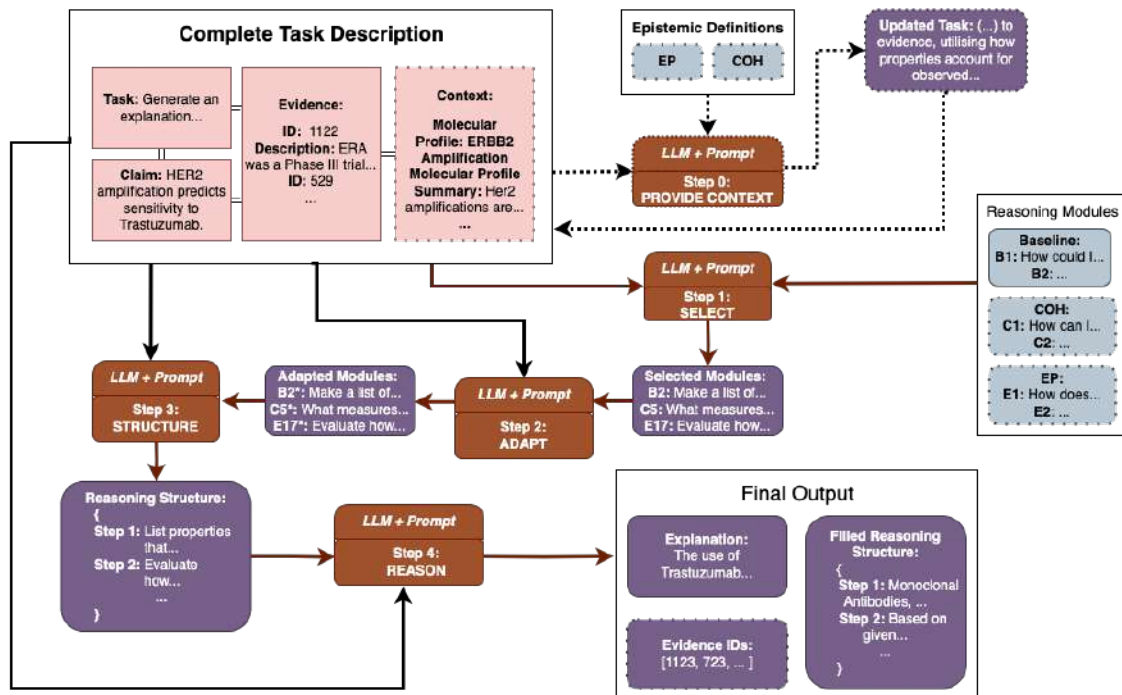 Complete Task Description
Task: Generate an
explanation...
Claim: HER2
amplification predicts
sensitivity to
Trastuzumab.
Evidence:
ID: 1122
Description: ERA
was a Phase III trial...
ID: 529
...
Context:
Molecular
Profile: ERBB2
Amplification
Molecular Profile
Summary: Her2
amplifications are...
...
Epistemic Definitions
EP
COH
Updated Task: (...) to
evidence, utilising how
properties account for
observed...
LLM + Prompt
Step 0:
PROVIDE CONTEXT
Reasoning Modules
Baseline:
B1: How could I...
B2: ...
COH:
C1: How can I...
C2: ...
EP:
E1: How does...
E2: ...
LLM + Prompt
Step 1:
SELECT
Selected Modules:
B2: Make a list of...
C5: What measures...
E17: Evaluate how...
LLM + Prompt
Step 2:
ADAPT
Adapted Modules:
B2*: Make a list of...
C5*: What measures...
E17*: Evaluate how...
LLM + Prompt
Step 3:
STRUCTURE
Reasoning Structure:
{
Step 1: List properties
that...
Step 2: Evaluate
how...
...
}
LLM + Prompt
Step 4:
REASON
Final Output
Explanation:
The use of
Trastuzumab...
Evidence IDs:
[1123, 723, ... ]
Filled Reasoning
Structure:
{
Step 1: Monoclonal
Antibodies, ...
Step 2: Based on
given...
...
}